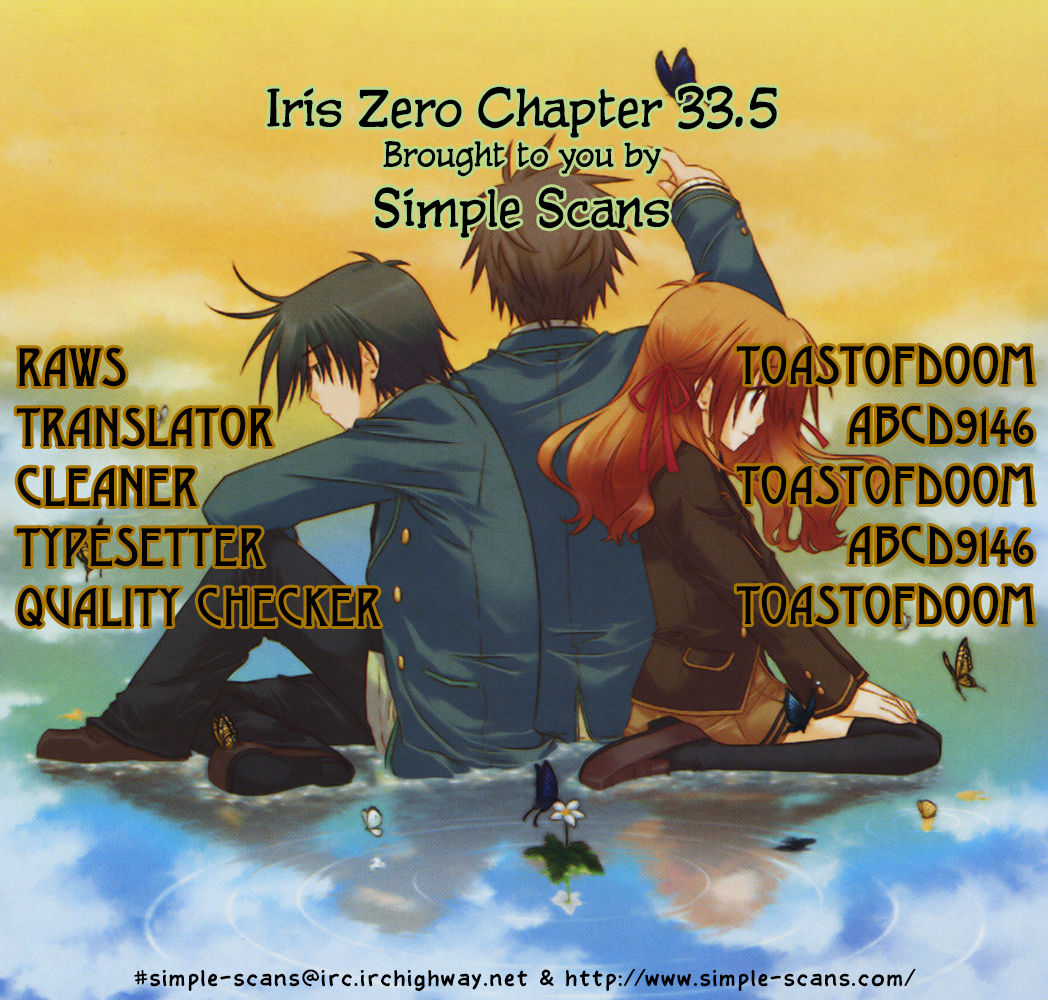 Iris Zero Chapter 33.5
Brought to you by
Simple Scans
RAWS TOASTOFDOOM
TRANSLATOR ABCD9146
CLEANER TOASTOFDOOM
TYPESETTER ABCD9146
QUALITY CHECKER TOASTOFDOOM
#simple-scans@irc.irchighway.net & http://www.simple-scans.com/